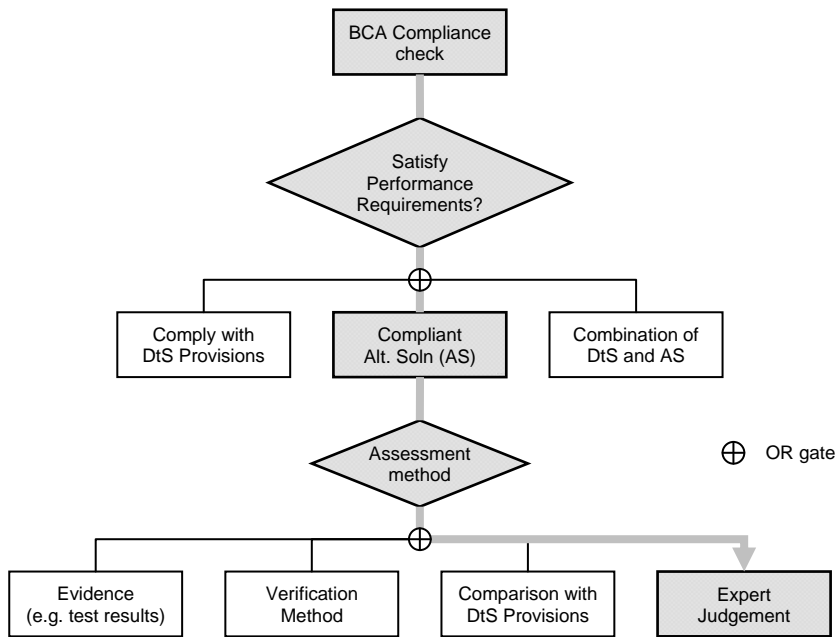 BCA Compliance
check
Satisfy
Performance
Requirements?
Comply with
DtS Provisions
Compliant
Alt. Soln (AS)
Combination of
DtS and AS
Assessment
method
OR gate
Evidence
(e.g. test results)
Verification
Method
Comparison with
DtS Provisions
Expert
Judgement